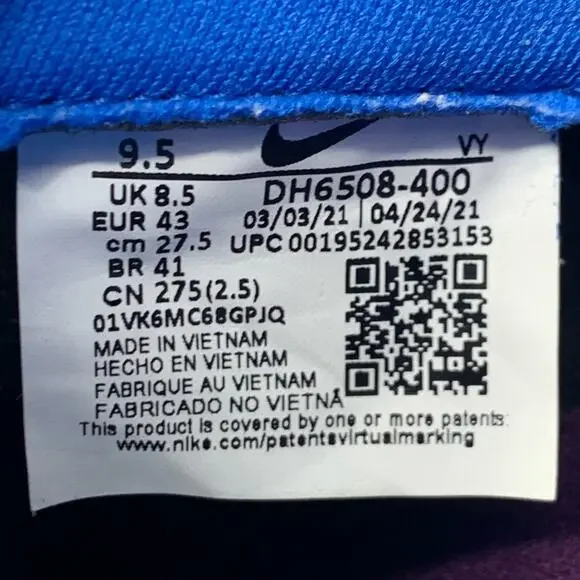 9.5 VY
UK 8.5 DH6508-400
EUR 43 03/03/21 | 04/24/21
cm 27.5 UPC 00195242853153
BR 41
CN 275(2.5)
01VK6MC68GPJQ
MADE IN VIETNAM
HECHO EN VIETNAM
FABRIQUE AU VIETNAM
FABRICADO NO VIETNÃ
This product is covered by one or more patents:
www.nike.com/patentsvirtualmarking